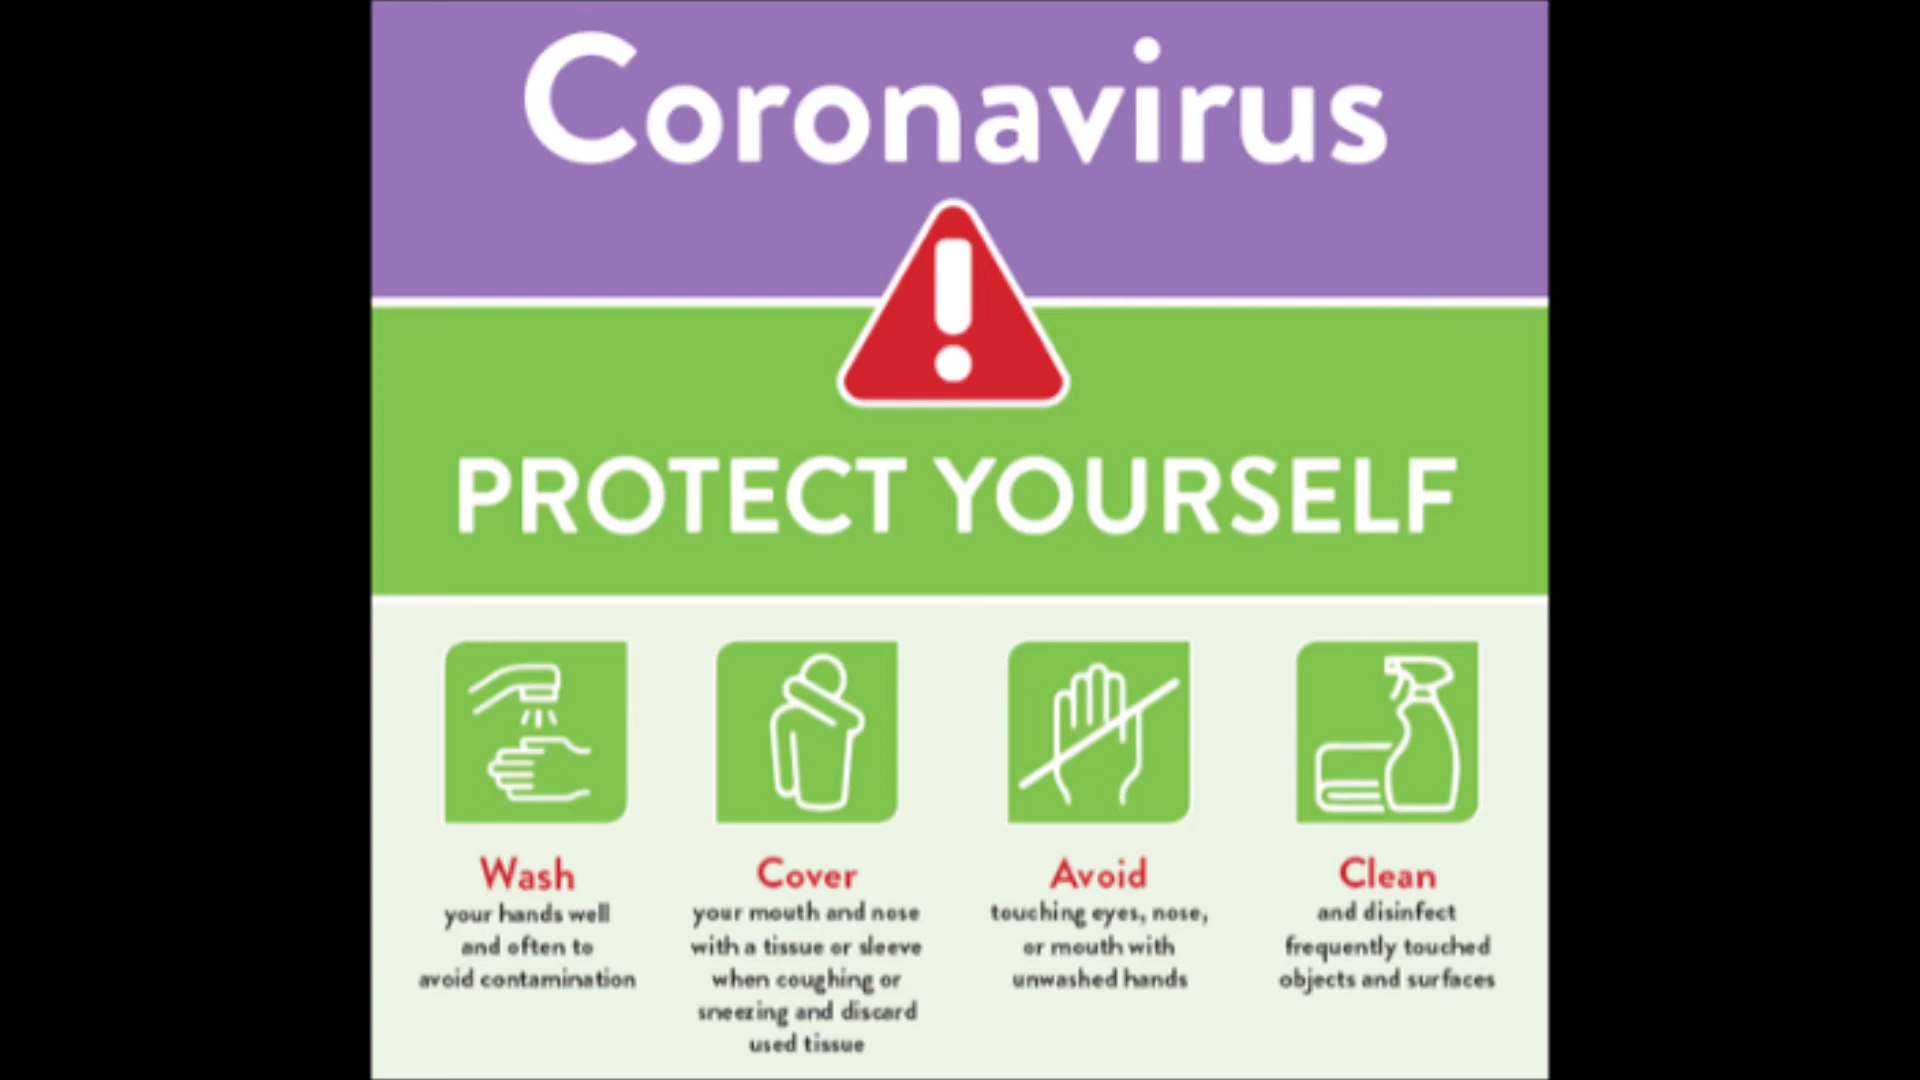 Coronavirus
PROTECT YOURSELF
Wash
your hands well
and often to
avoid contamination
Cover
your mouth and nose
with a tissue or sleeve
when coughing or
sneezing and discard
used tissue
Avoid
touching eyes, nose,
or mouth with
unwashed hands
Clean
and disinfect
frequently touched
objects and surfaces